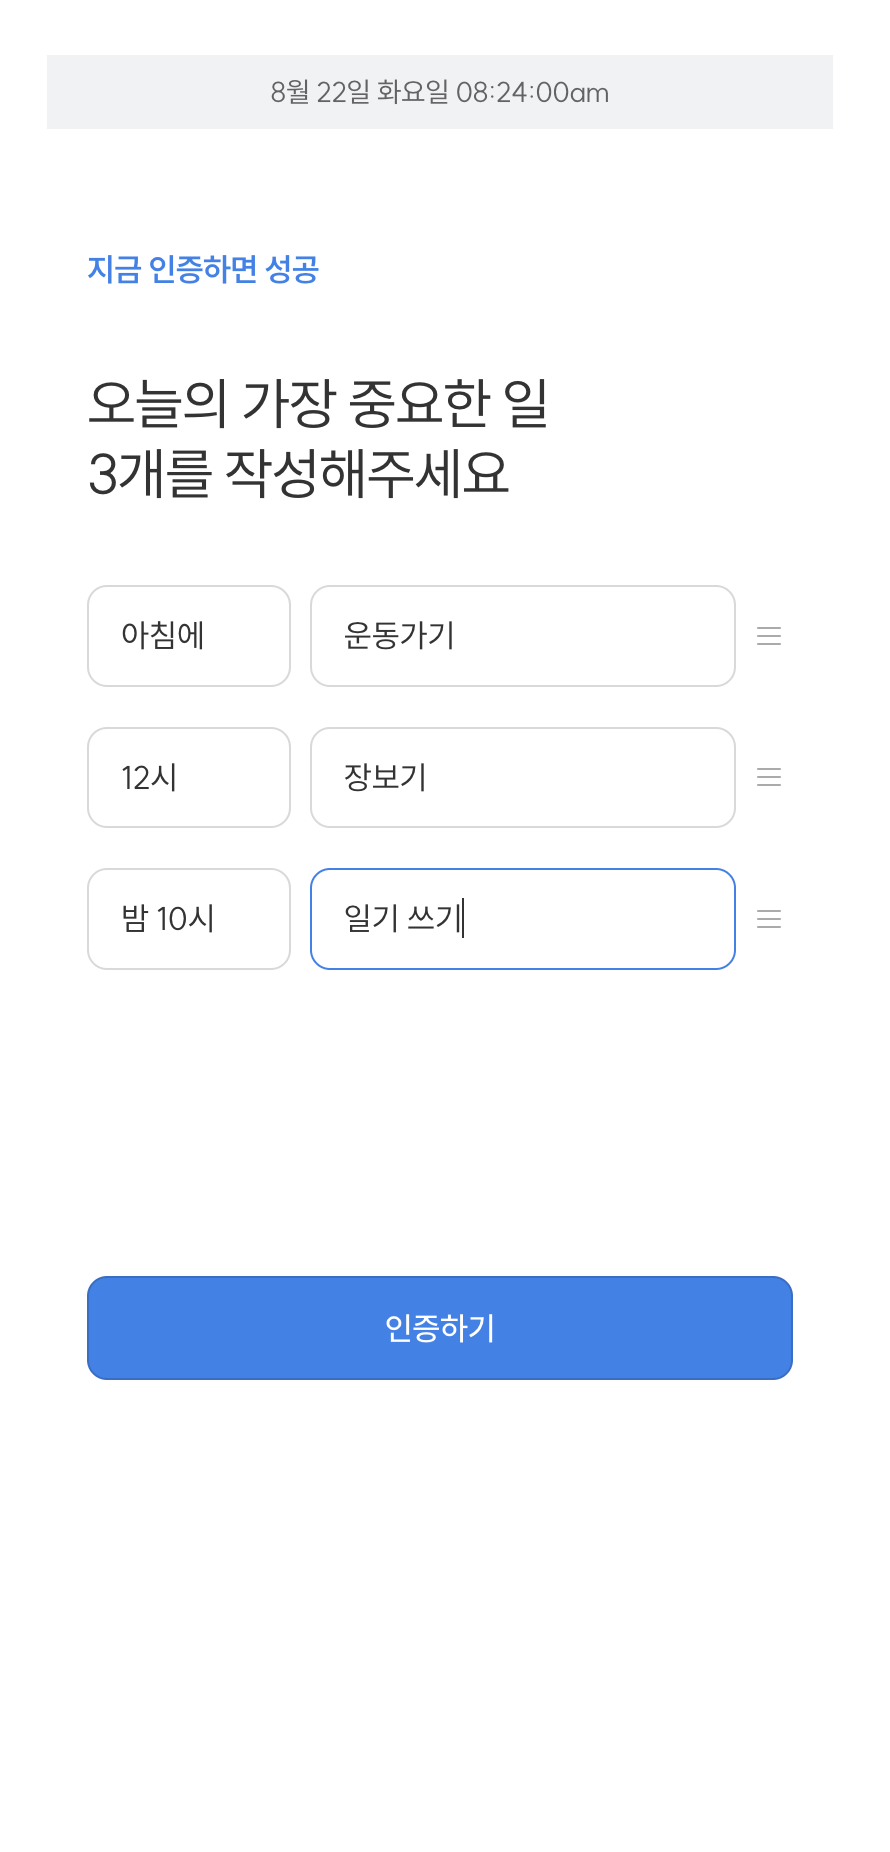 8월 22일 화요일 08:24:00am
지금 인증하면 성공
오늘의 가장 중요한 일
3개를 작성해주세요
아침에 운동가기
12시 장보기
밤 10시 일기 쓰기
인증하기